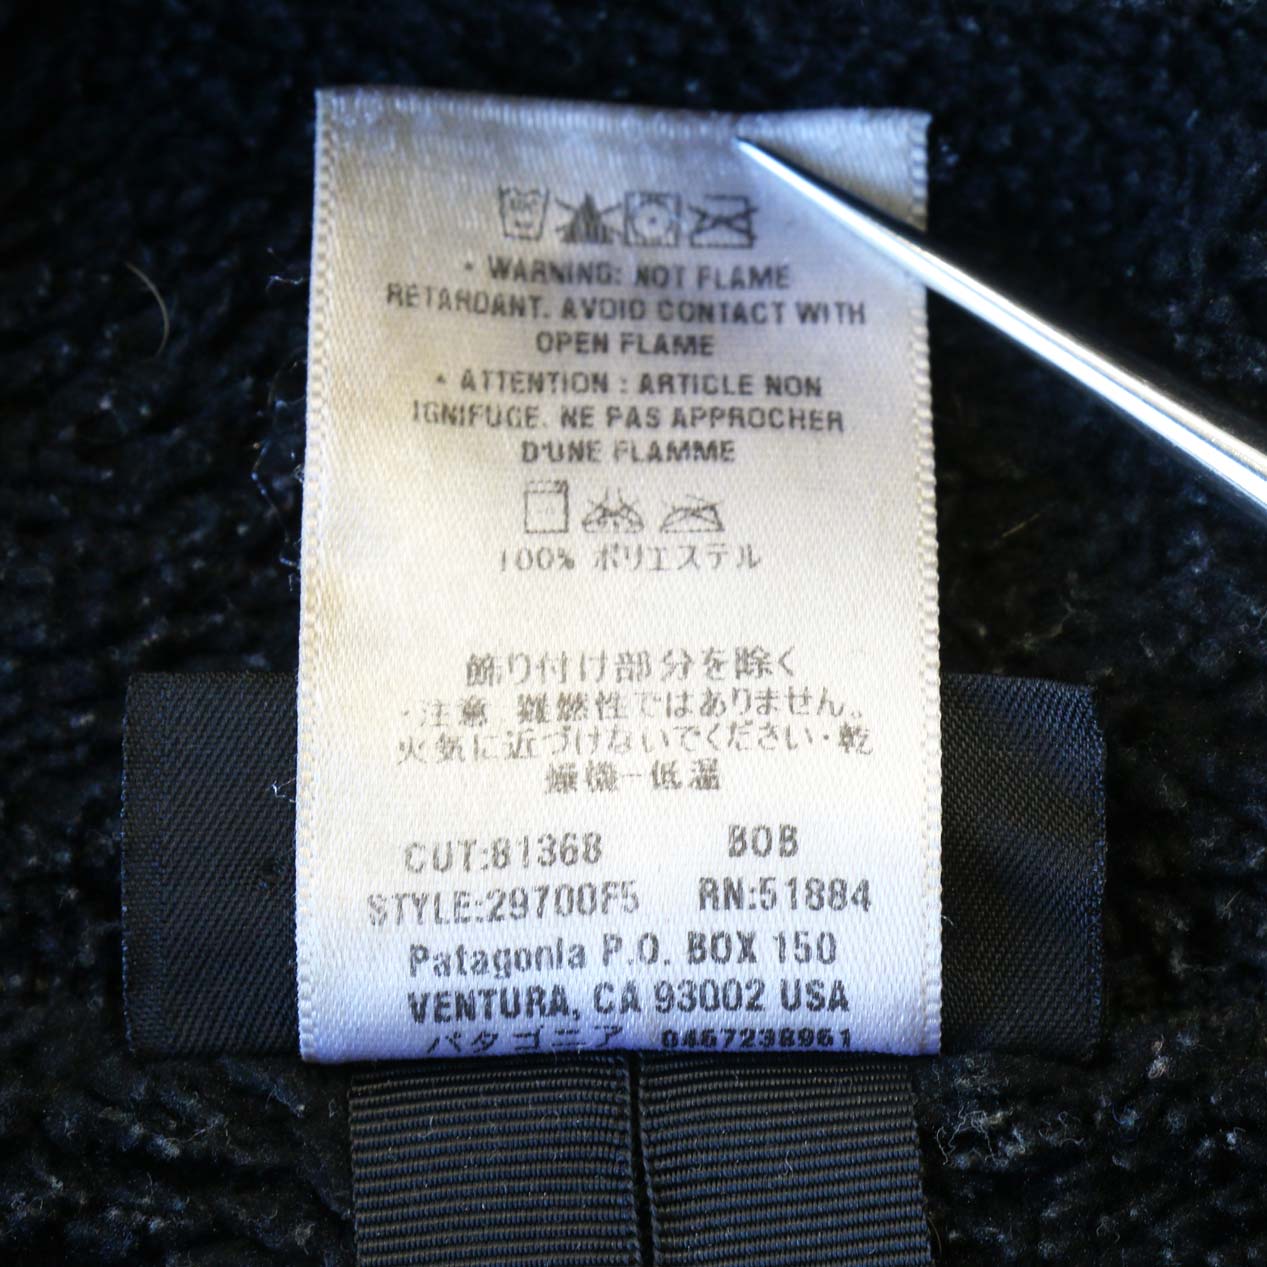 • WARNING: NOT FLAME
RETARDANT. AVOID CONTACT WITH
OPEN FLAME
• ATTENTION : ARTICLE NON
IGNIFUGE. NE PAS APPROCHER
D'UNE FLAMME
100% ポリエステル
飾り付け部分を除く
・注意 難燃性ではありません。
火気に近づけないでください・乾
燥機－低温
CUT:81368 BOB
STYLE:29700F5 RN:51884
Patagonia P.O. BOX 150
VENTURA, CA 93002 USA
パタゴニア 0467238961